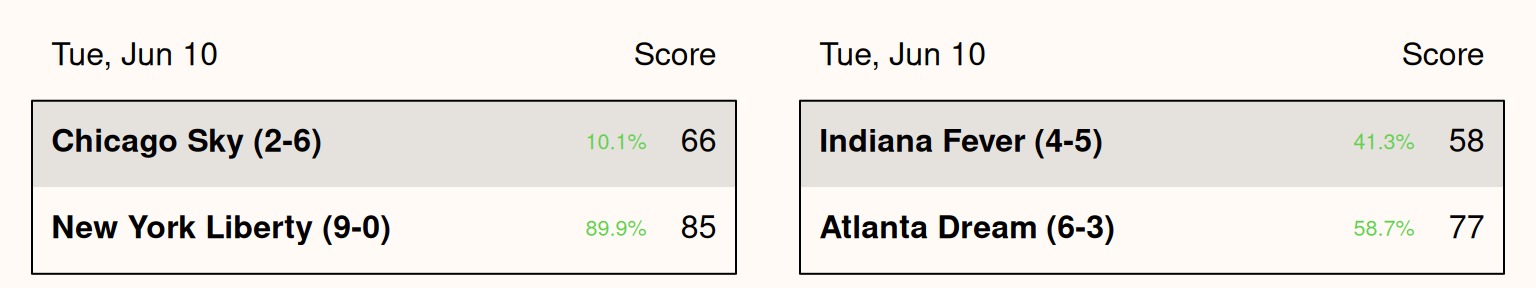 Tue, Jun 10 Score
Chicago Sky (2-6) 10.1% 66
New York Liberty (9-0) 89.9% 85
Tue, Jun 10 Score
Indiana Fever (4-5) 41.3% 58
Atlanta Dream (6-3) 58.7% 77